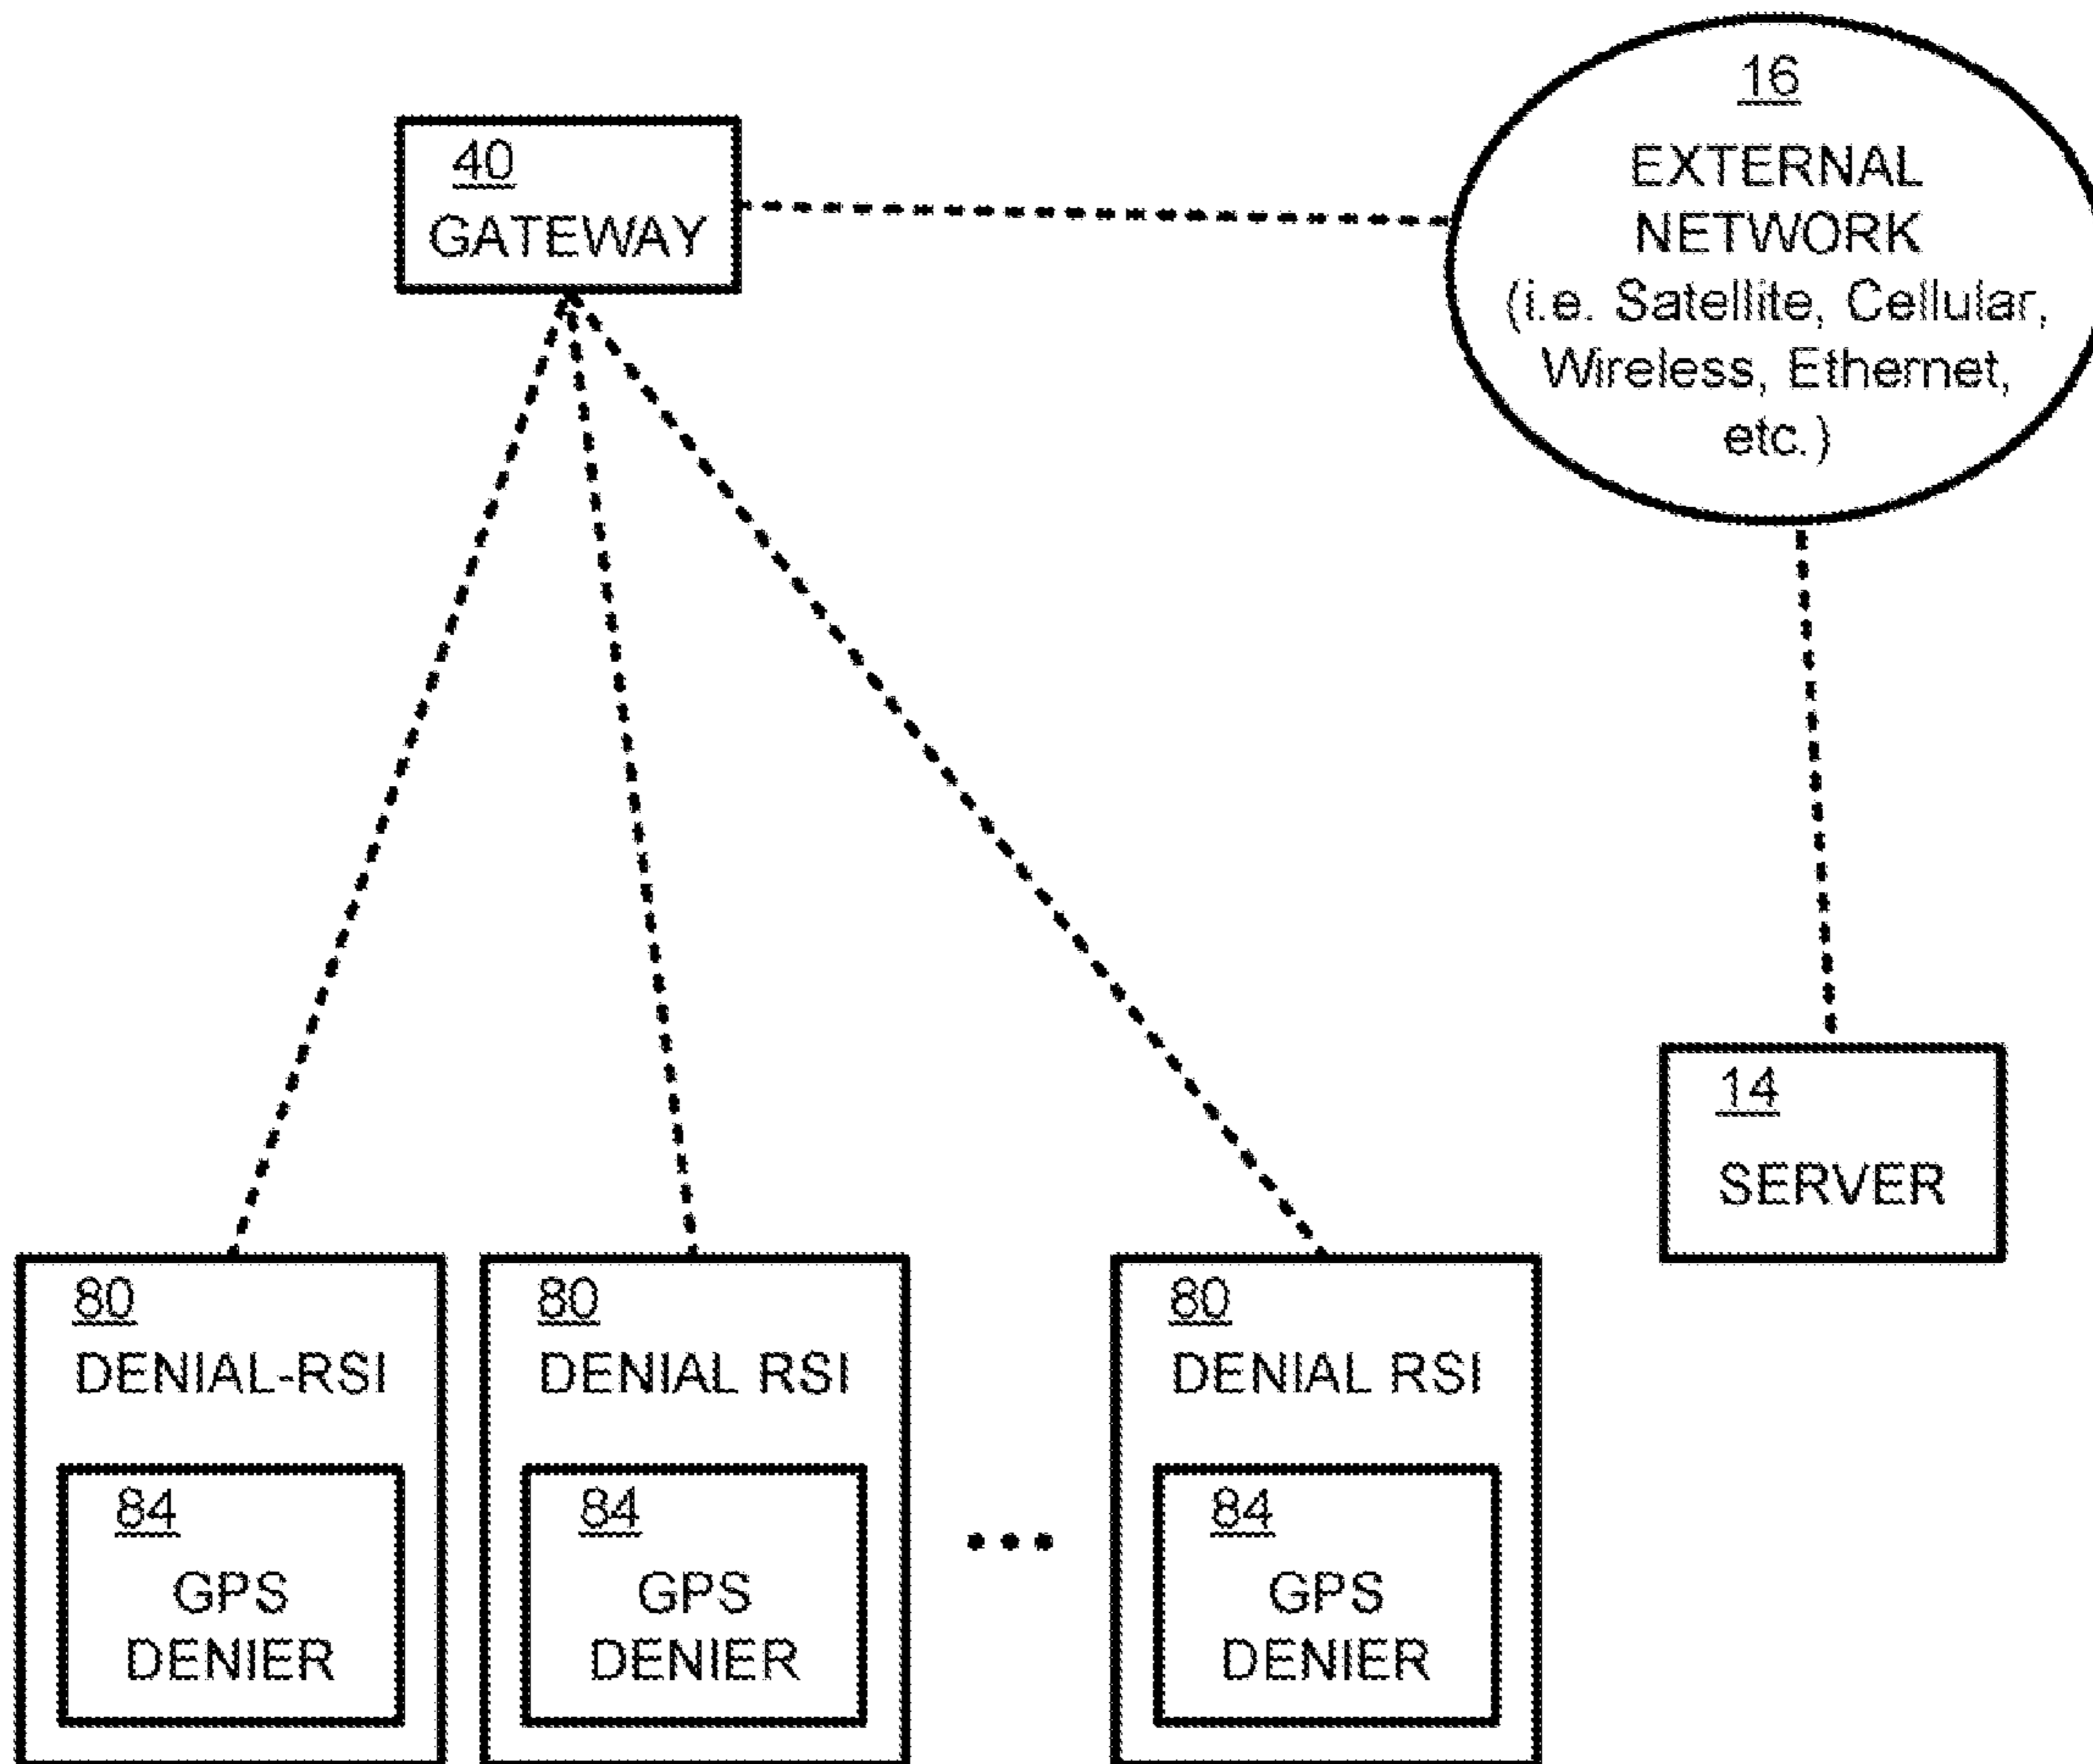 16
EXTERNAL
NETWORK
(i.e. Satellite, Cellular,
Wireless, Ethernet,
etc.)
40
GATEWAY
14
SERVER
80
DENIAL-RSI
84
GPS
DENIER
80
DENIAL RSI
84
GPS
DENIER
80
DENIAL RSI
84
GPS
DENIER